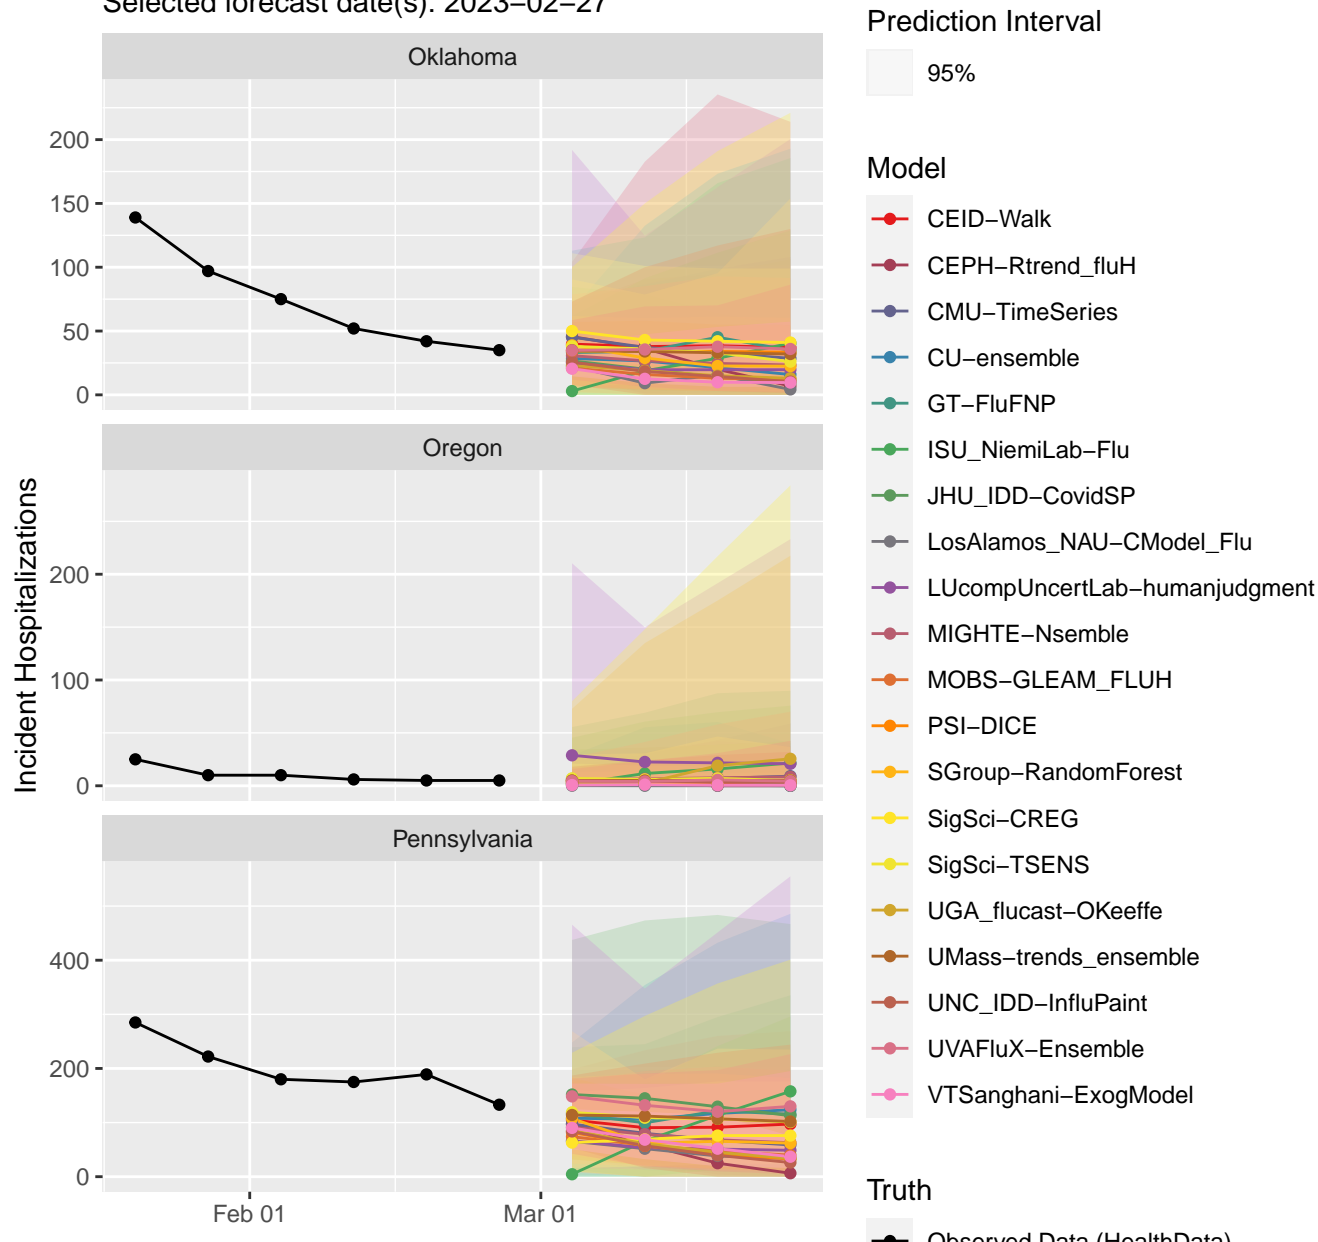 Selected forecast date(s): 2023−02−27
Oklahoma
200
150
100
50
0
Oregon
200
100
0
Pennsylvania
400
200
0
Feb 01
Mar 01
Incident Hospitalizations
Prediction Interval
95%
Model
CEID−Walk
CEPH−Rtrend_fluH
CMU−TimeSeries
CU−ensemble
GT−FluFNP
ISU_NiemiLab−Flu
JHU_IDD−CovidSP
LosAlamos_NAU−CModel_Flu
LUcompUncertLab−humanjudgment
MIGHTE−Nsemble
MOBS−GLEAM_FLUH
PSI−DICE
SGroup−RandomForest
SigSci−CREG
SigSci−TSENS
UGA_flucast−OKeeffe
UMass−trends_ensemble
UNC_IDD−InfluPaint
UVAFluX−Ensemble
VTSanghani−ExogModel
Truth
Observed Data (HealthData)